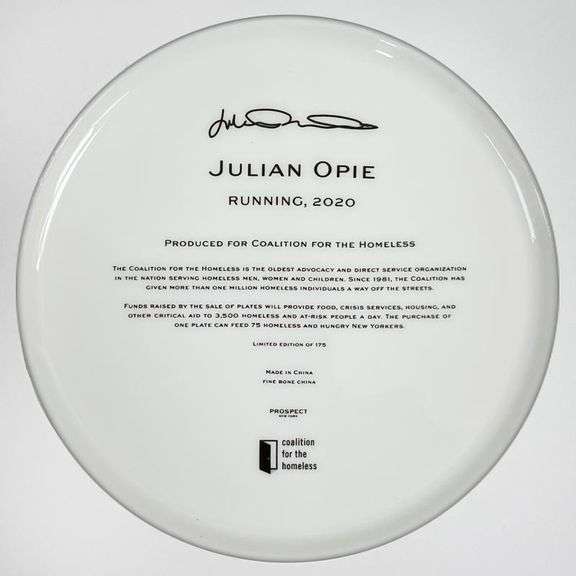 JULIAN OPIE
RUNNING, 2020
PRODUCED FOR COALITION FOR THE HOMELESS
THE COALITION FOR THE HOMELESS IS THE OLDEST ADVOCACY AND DIRECT SERVICE ORGANIZATION
IN THE NATION SERVING HOMELESS MEN, WOMEN AND CHILDREN. SINCE 1981, THE COALITION HAS
GIVEN MORE THAN ONE MILLION HOMELESS INDIVIDUALS A WAY OFF THE STREETS.
FUNDS RAISED BY THE SALE OF PLATES WILL PROVIDE FOOD, CRISIS SERVICES, HOUSING, AND
OTHER CRITICAL AID TO 3,500 HOMELESS AND AT-RISK PEOPLE A DAY. THE PURCHASE OF
ONE PLATE CAN FEED 75 HOMELESS AND HUNGRY NEW YORKERS.
LIMITED EDITION OF 175
MADE IN CHINA
FINE BONE CHINA
PROSPECT
NEW YORK
coalition
for the
homeless